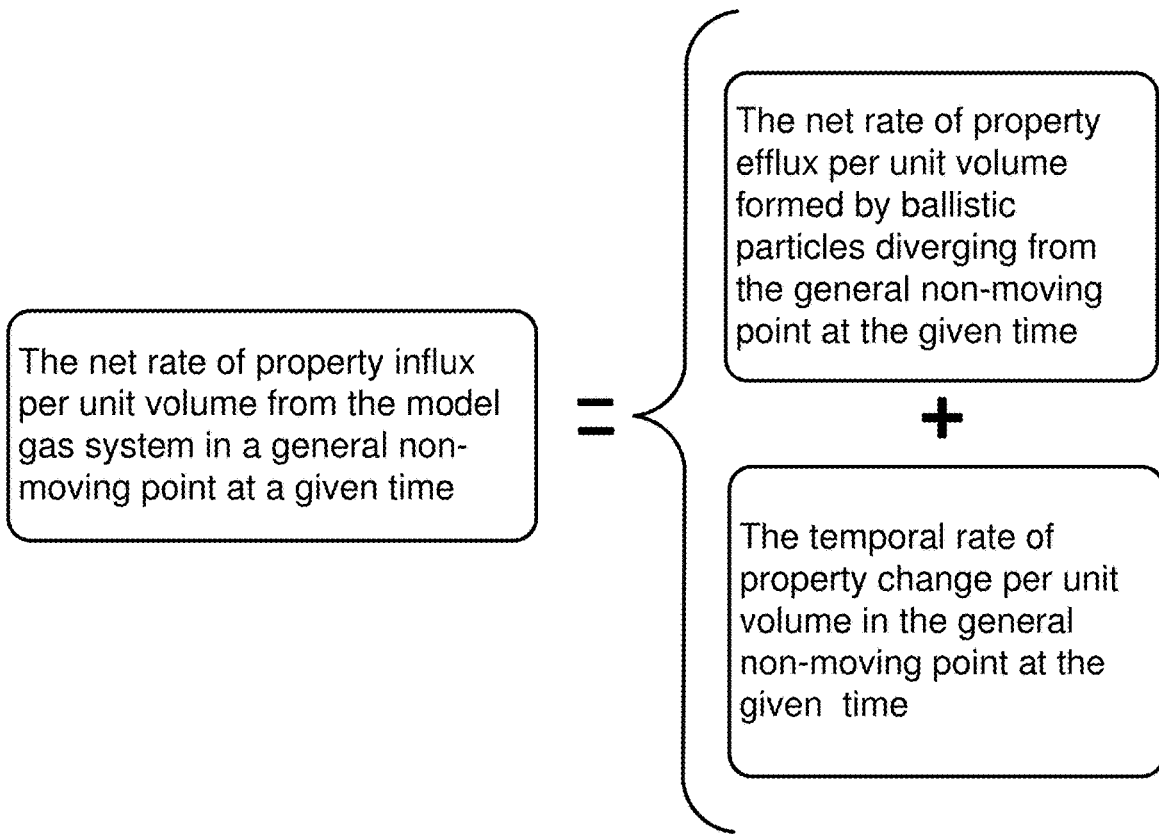 The net rate of property influx
per unit volume from the model
gas system in a general non-
moving point at a given time
=
The net rate of property
efflux per unit volume
formed by ballistic
particles diverging from
the general non-moving
point at the given time
+
The temporal rate of
property change per unit
volume in the general
non-moving point at the
given  time